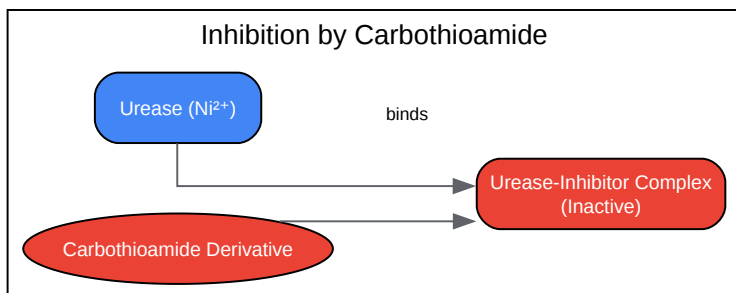 Inhibition by Carbothioamide
Urease (Ni²⁺)
binds
Urease-Inhibitor Complex
(Inactive)
Carbothioamide Derivative